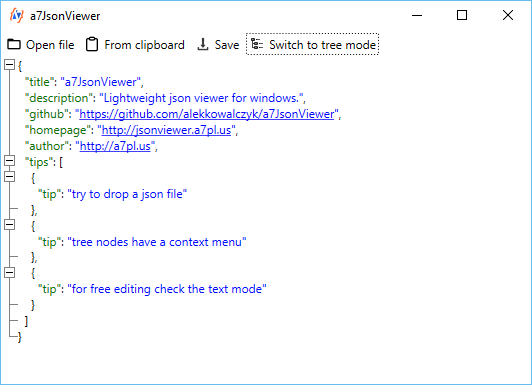 a7JsonViewer
Open file From clipboard Save Switch to tree mode
{
"title": "a7JsonViewer",
"description": "Lightweight json viewer for windows.",
"github": "https://github.com/alekkowalczyk/a7JsonViewer",
"homepage": "http://jsonviewer.a7pl.us",
"author": "http://a7pl.us",
"tips": [
{
"tip": "try to drop a json file"
},
{
"tip": "tree nodes have a context menu"
},
{
"tip": "for free editing check the text mode"
}
]
}